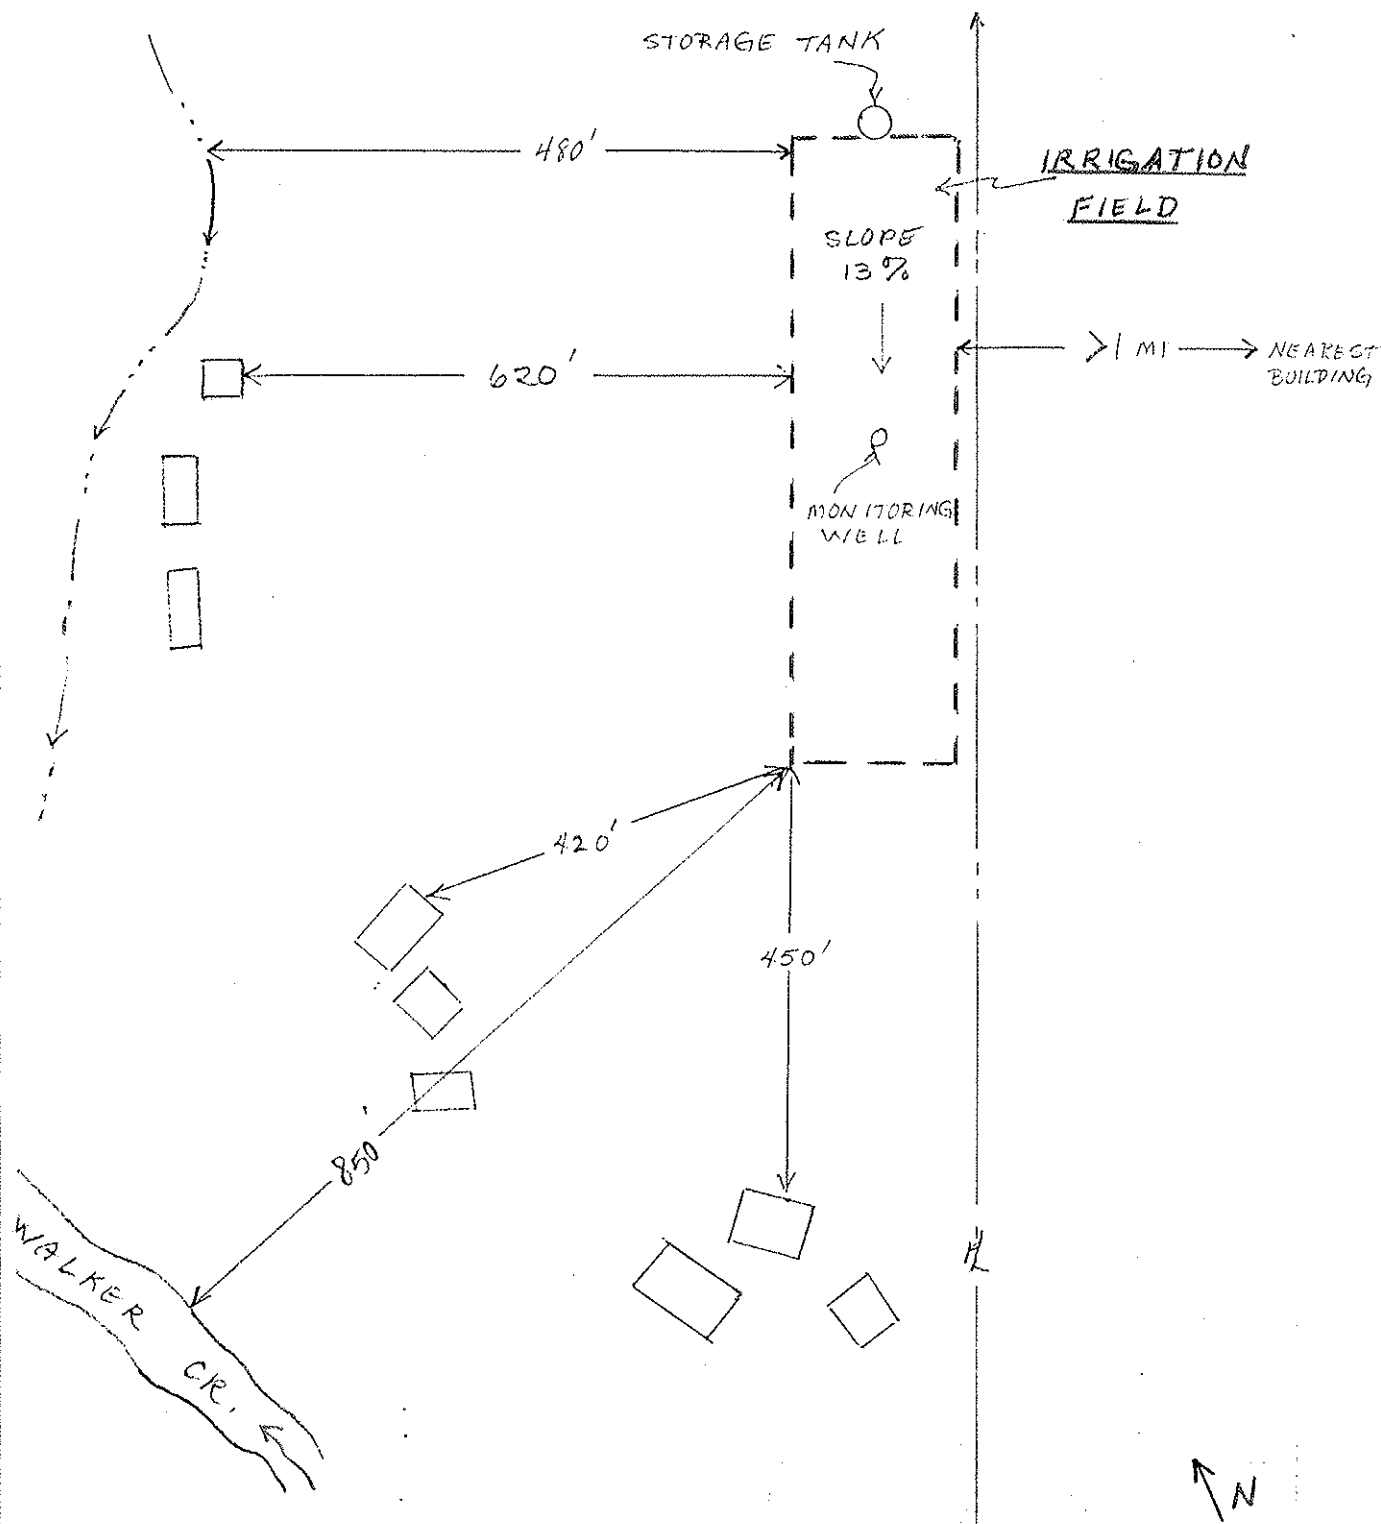 STORAGE TANK
480'
IRRIGATION
FIELD
SLOPE
13%
>1 MI
NEAREST
BUILDING
620'
MONITORING
WELL
420'
450'
850'
PL
WALKER
CR.
N